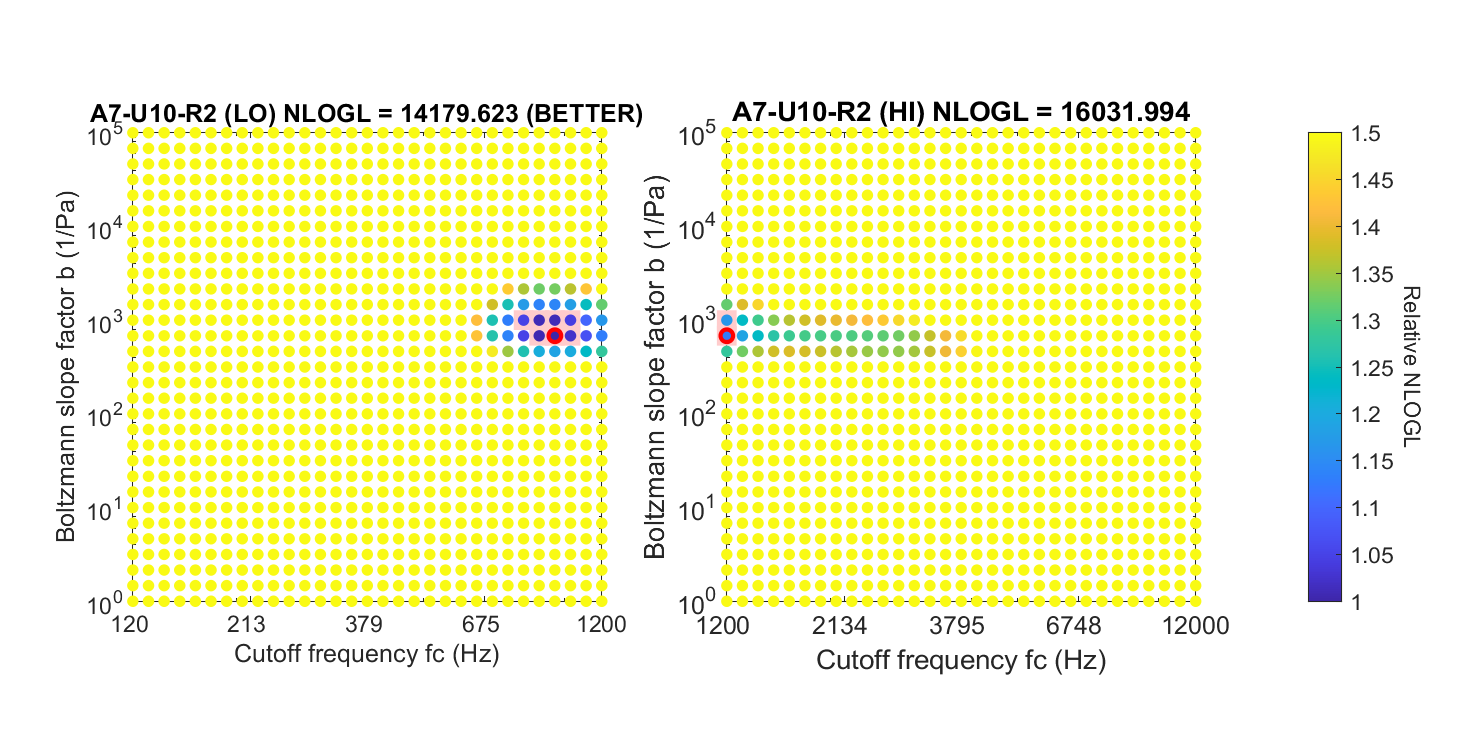 A7-U10-R2 (LO) NLOGL = 14179.623 (BETTER)
10^5
10^4
10^3
10^2
10^1
10^0
Boltzmann slope factor b (1/Pa)
120 213 379 675 1200
Cutoff frequency fc (Hz)
A7-U10-R2 (HI) NLOGL = 16031.994
10^5
10^4
10^3
10^2
10^1
10^0
Boltzmann slope factor b (1/Pa)
1200 2134 3795 6748 12000
Cutoff frequency fc (Hz)
1.5
1.45
1.4
1.35
1.3
1.25
1.2
1.15
1.1
1.05
1
Relative NLOGL